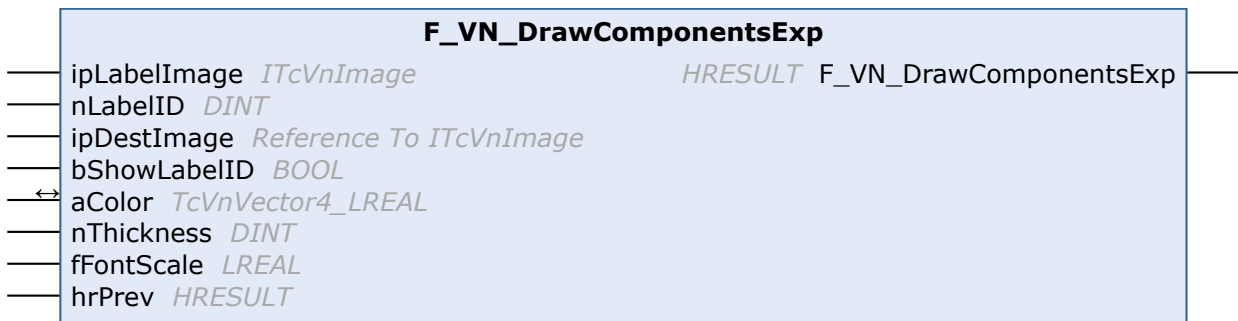 F_VN_DrawComponentsExp
ipLabelImage ITcVnImage HRESULT F_VN_DrawComponentsExp
nLabelID DINT
ipDestImage Reference To ITcVnImage
bShowLabelID BOOL
↔ aColor TcVnVector4_LREAL
nThickness DINT
fFontScale LREAL
hrPrev HRESULT